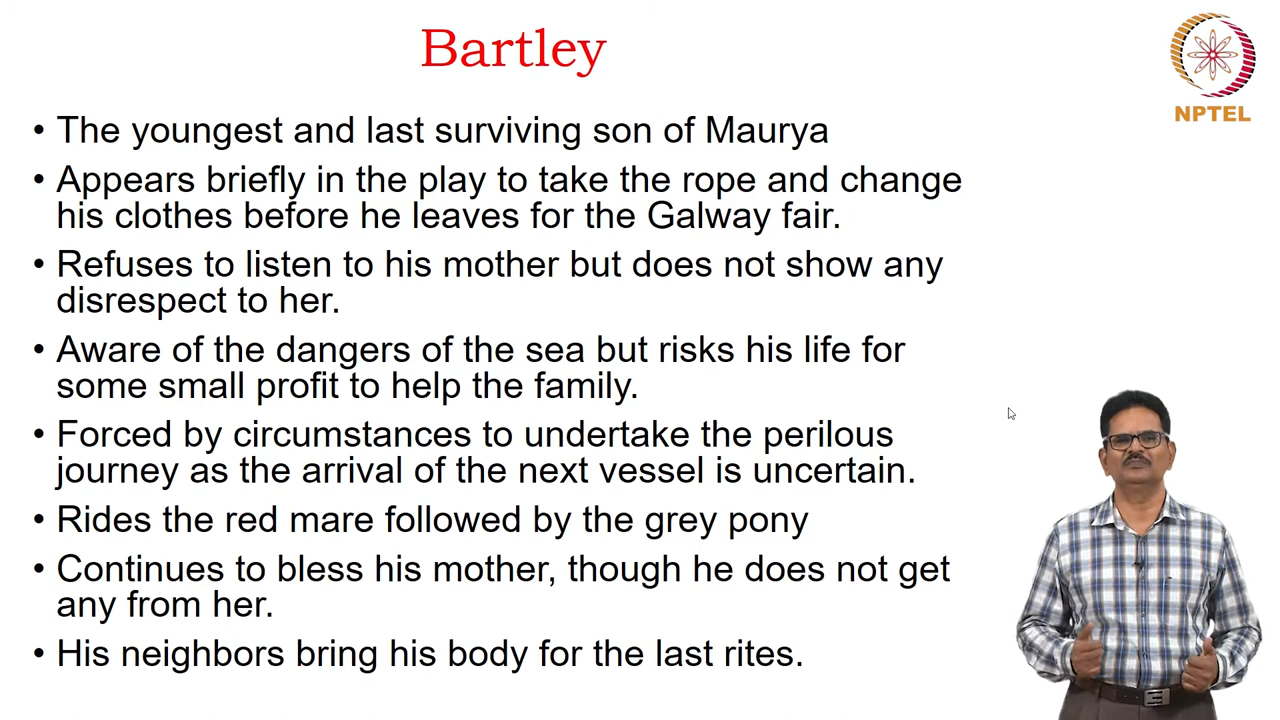 Bartley
NPTEL
• The youngest and last surviving son of Maurya
• Appears briefly in the play to take the rope and change
his clothes before he leaves for the Galway fair.
• Refuses to listen to his mother but does not show any
disrespect to her.
• Aware of the dangers of the sea but risks his life for
some small profit to help the family.
• Forced by circumstances to undertake the perilous
journey as the arrival of the next vessel is uncertain.
• Rides the red mare followed by the grey pony
• Continues to bless his mother, though he does not get
any from her.
• His neighbors bring his body for the last rites.